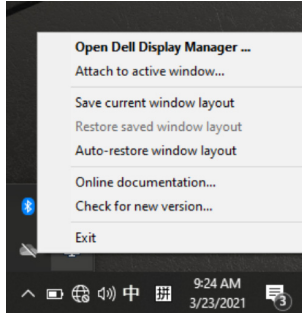 Open Dell Display Manager ...
Attach to active window...
Save current window layout
Restore saved window layout
Auto-restore window layout
Online documentation...
Check for new version...
Exit
中 拼 9:24 AM
3/23/2021 3